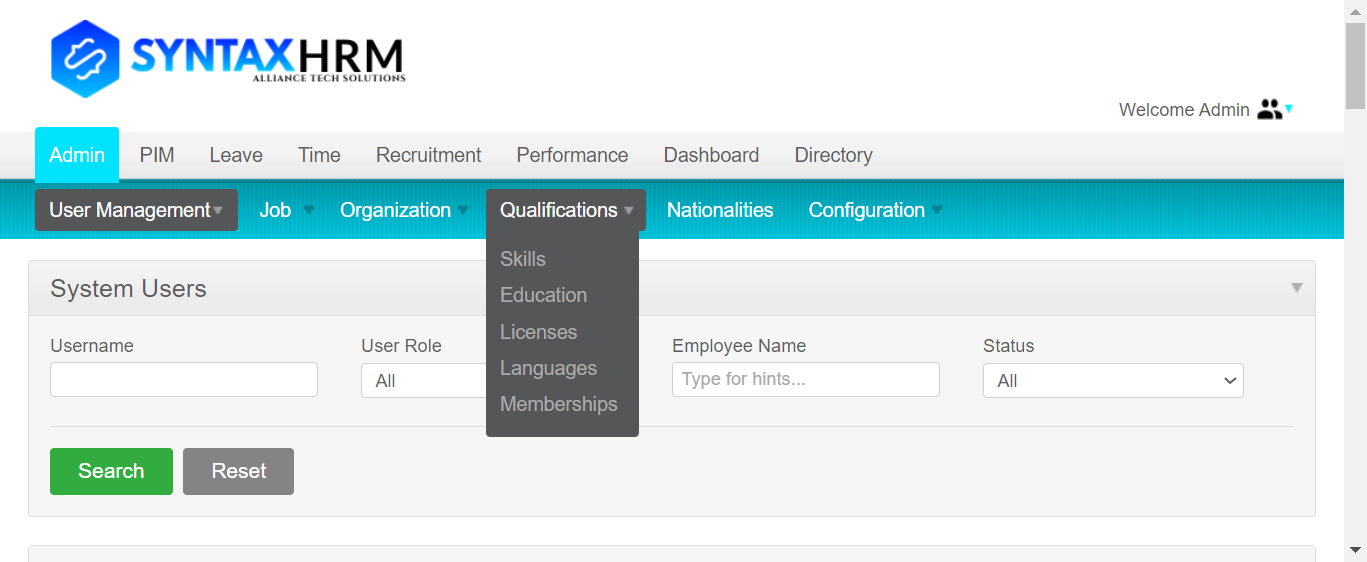 SYNTAXHRM
ALLIANCE TECH SOLUTIONS
Welcome Admin
Admin PIM Leave Time Recruitment Performance Dashboard Directory
User Management Job Organization Qualifications Nationalities Configuration
Skills
Education
Licenses
Languages
Memberships
System Users
Username User Role Employee Name Status
All Type for hints... All
Search Reset